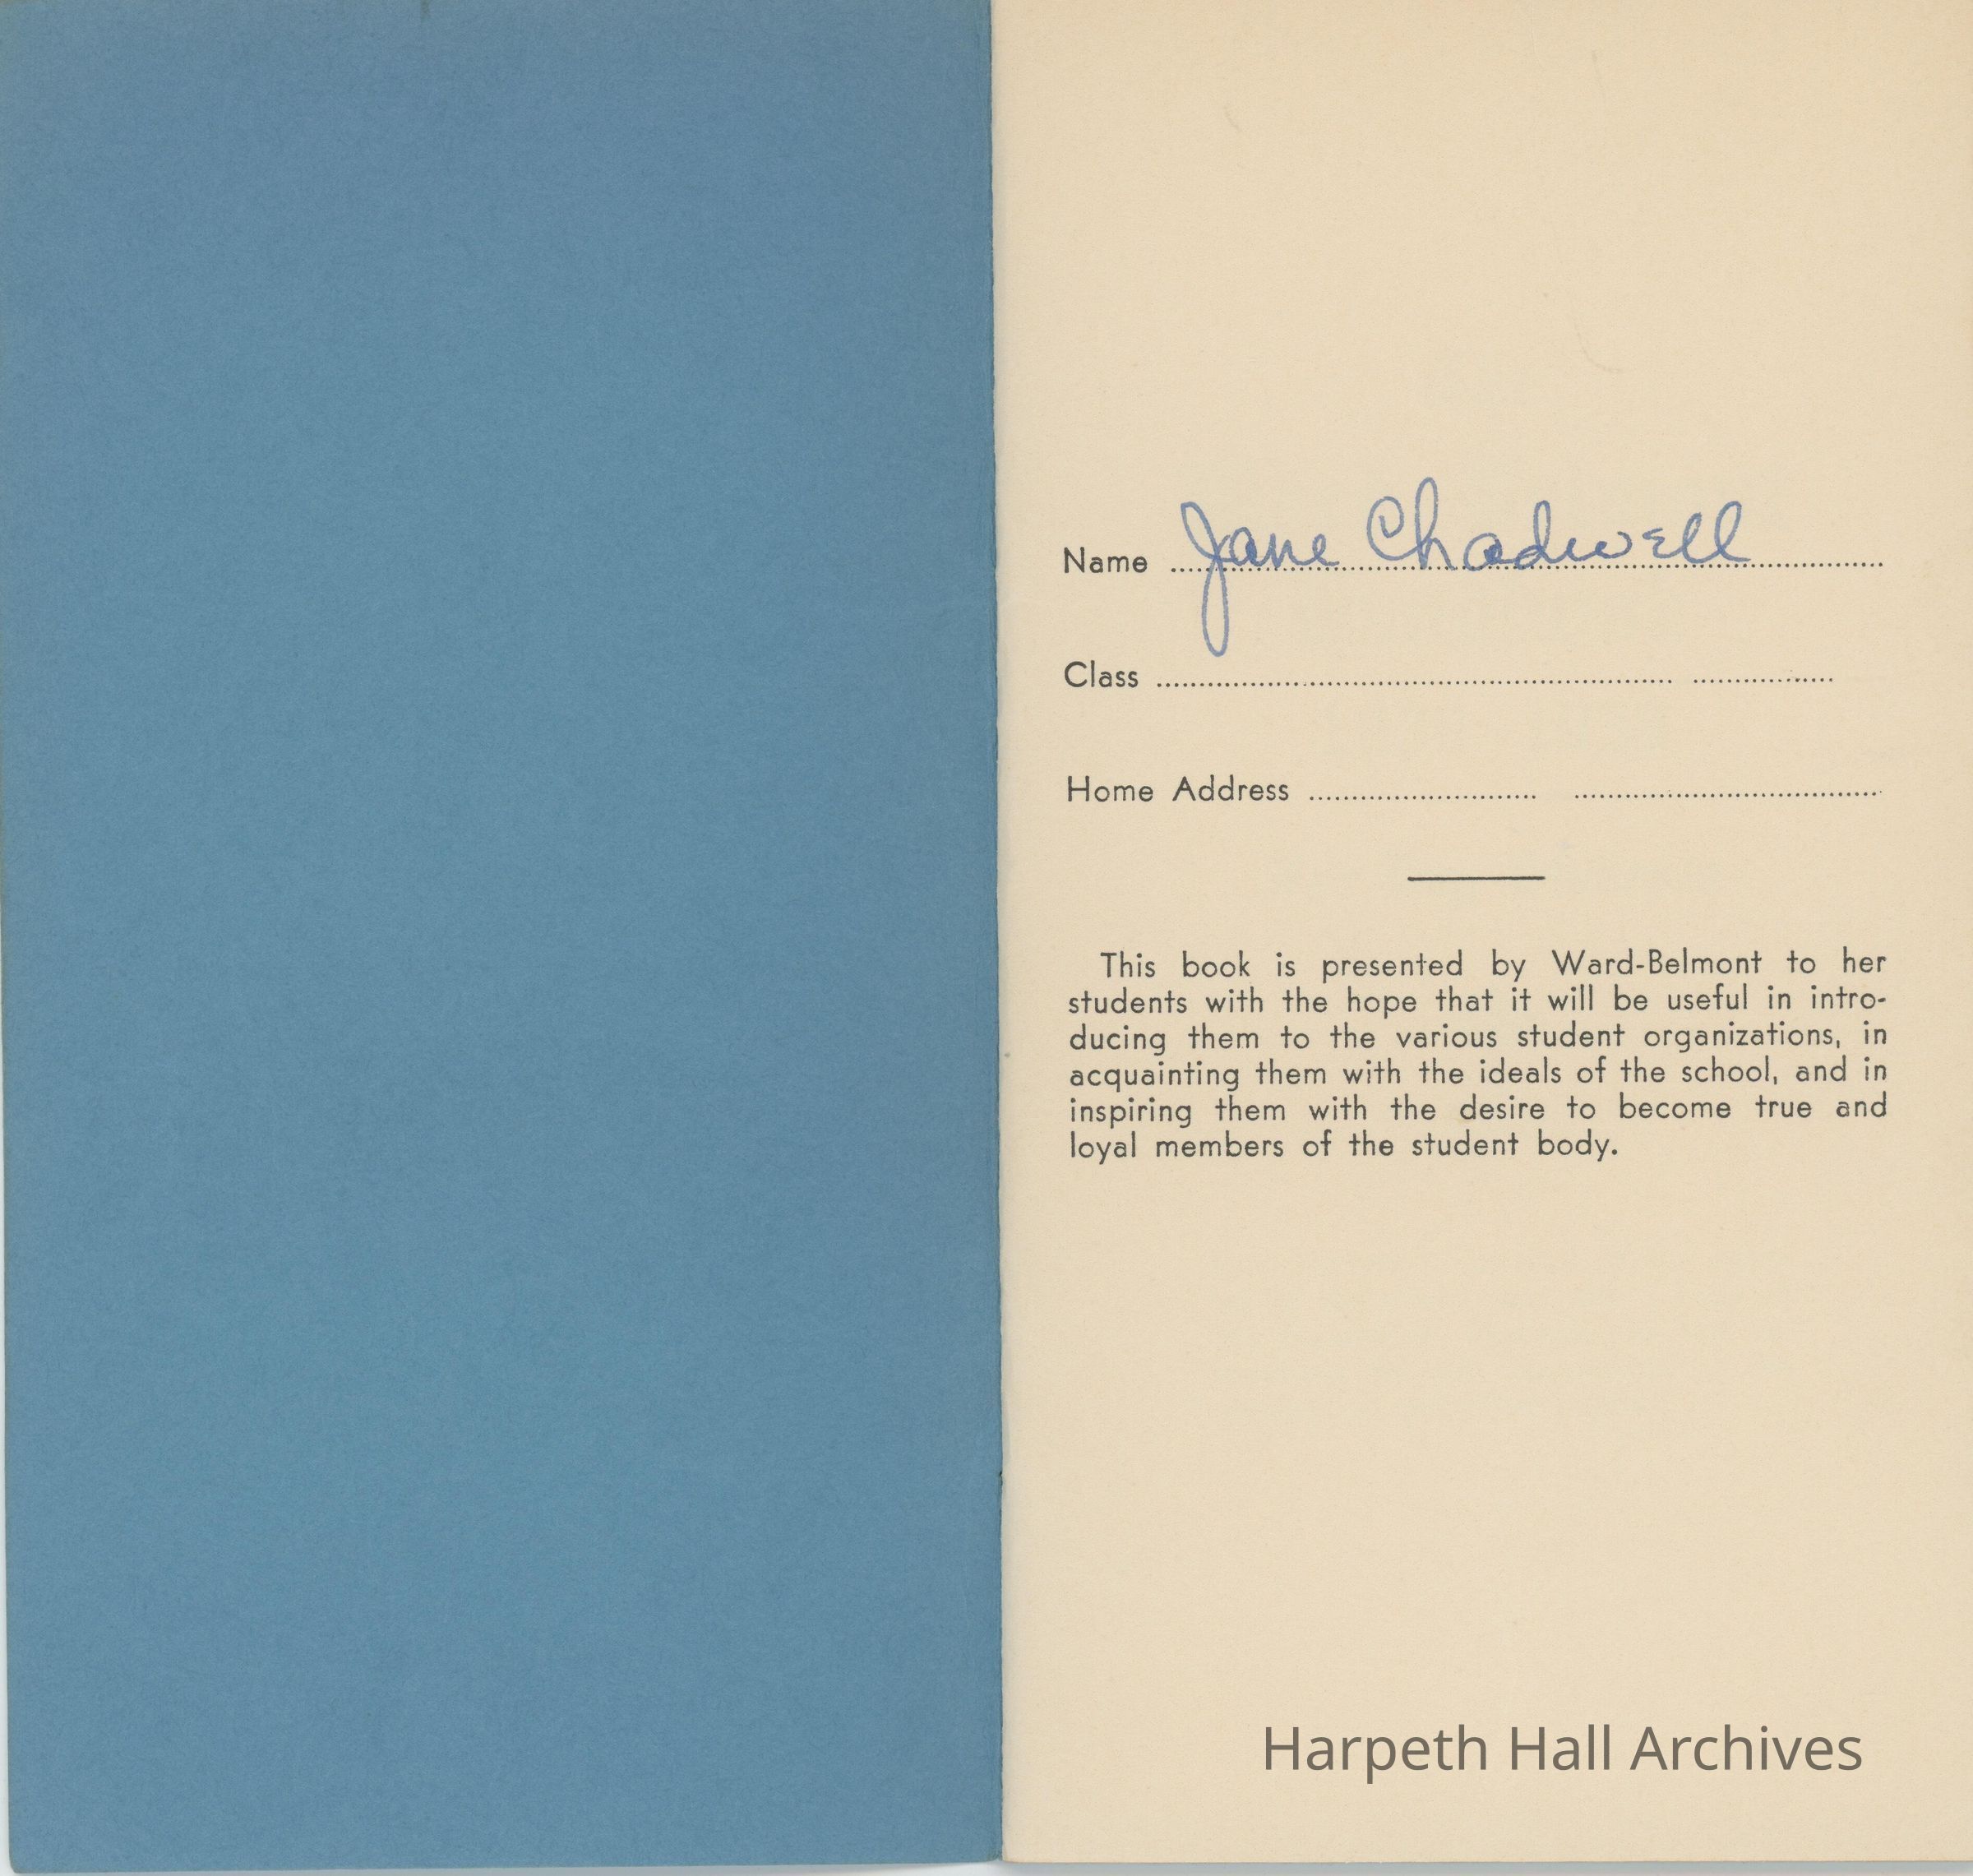 Name Jane Chadwell
Class
Home Address
This book is presented by Ward-Belmont to her
students with the hope that it will be useful in intro-
ducing them to the various student organizations, in
acquainting them with the ideals of the school, and in
inspiring them with the desire to become true and
loyal members of the student body.
Harpeth Hall Archives